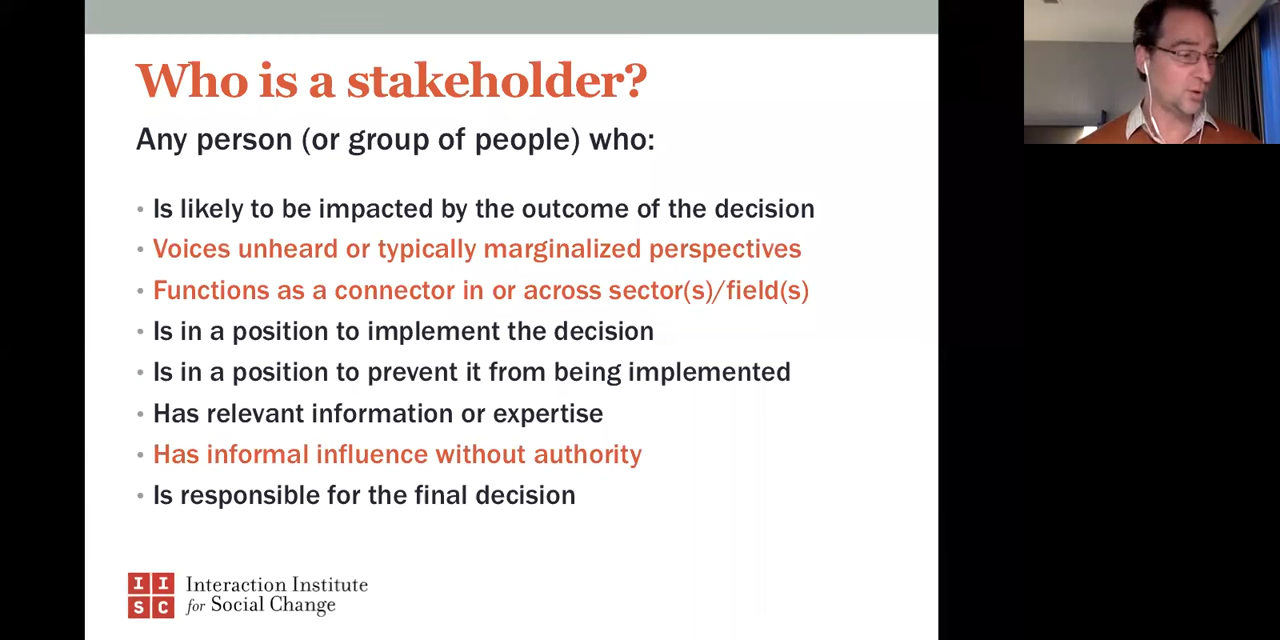 Who is a stakeholder?
Any person (or group of people) who:
• Is likely to be impacted by the outcome of the decision
• Voices unheard or typically marginalized perspectives
• Functions as a connector in or across sector(s)/field(s)
• Is in a position to implement the decision
• Is in a position to prevent it from being implemented
• Has relevant information or expertise
• Has informal influence without authority
• Is responsible for the final decision
I I
S C
Interaction Institute
for Social Change